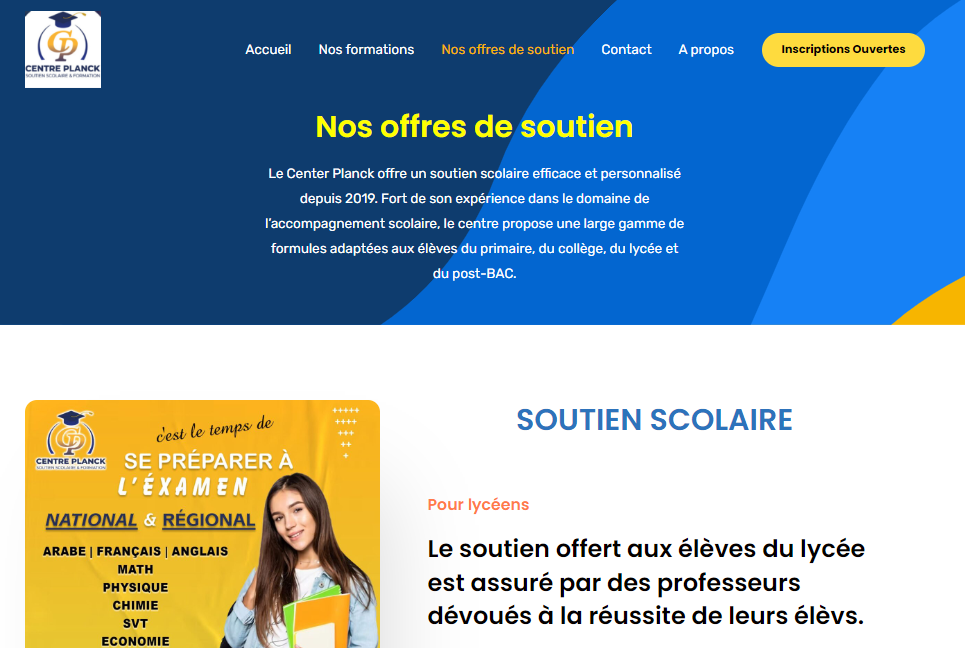 CENTRE PLANCK
SOUTIEN SCOLAIRE & FORMATION
Accueil
Nos formations
Nos offres de soutien
Contact
A propos
Inscriptions Ouvertes
Nos offres de soutien
Le Center Planck offre un soutien scolaire efficace et personnalisé
depuis 2019. Fort de son expérience dans le domaine de
l'accompagnement scolaire, le centre propose une large gamme de
formules adaptées aux élèves du primaire, du collège, du lycée et
du post-BAC.
CENTRE PLANCK
SOUTIEN SCOLAIRE & FORMATION
c'est le temps de
SE PRÉPARER À
L'ÉXAMEN
NATIONAL & RÉGIONAL
ARABE | FRANÇAIS | ANGLAIS
MATH
PHYSIQUE
CHIMIE
SVT
ECONOMIE
SOUTIEN SCOLAIRE
Pour lycéens
Le soutien offert aux élèves du lycée
est assuré par des professeurs
dévoués à la réussite de leurs élèvs.